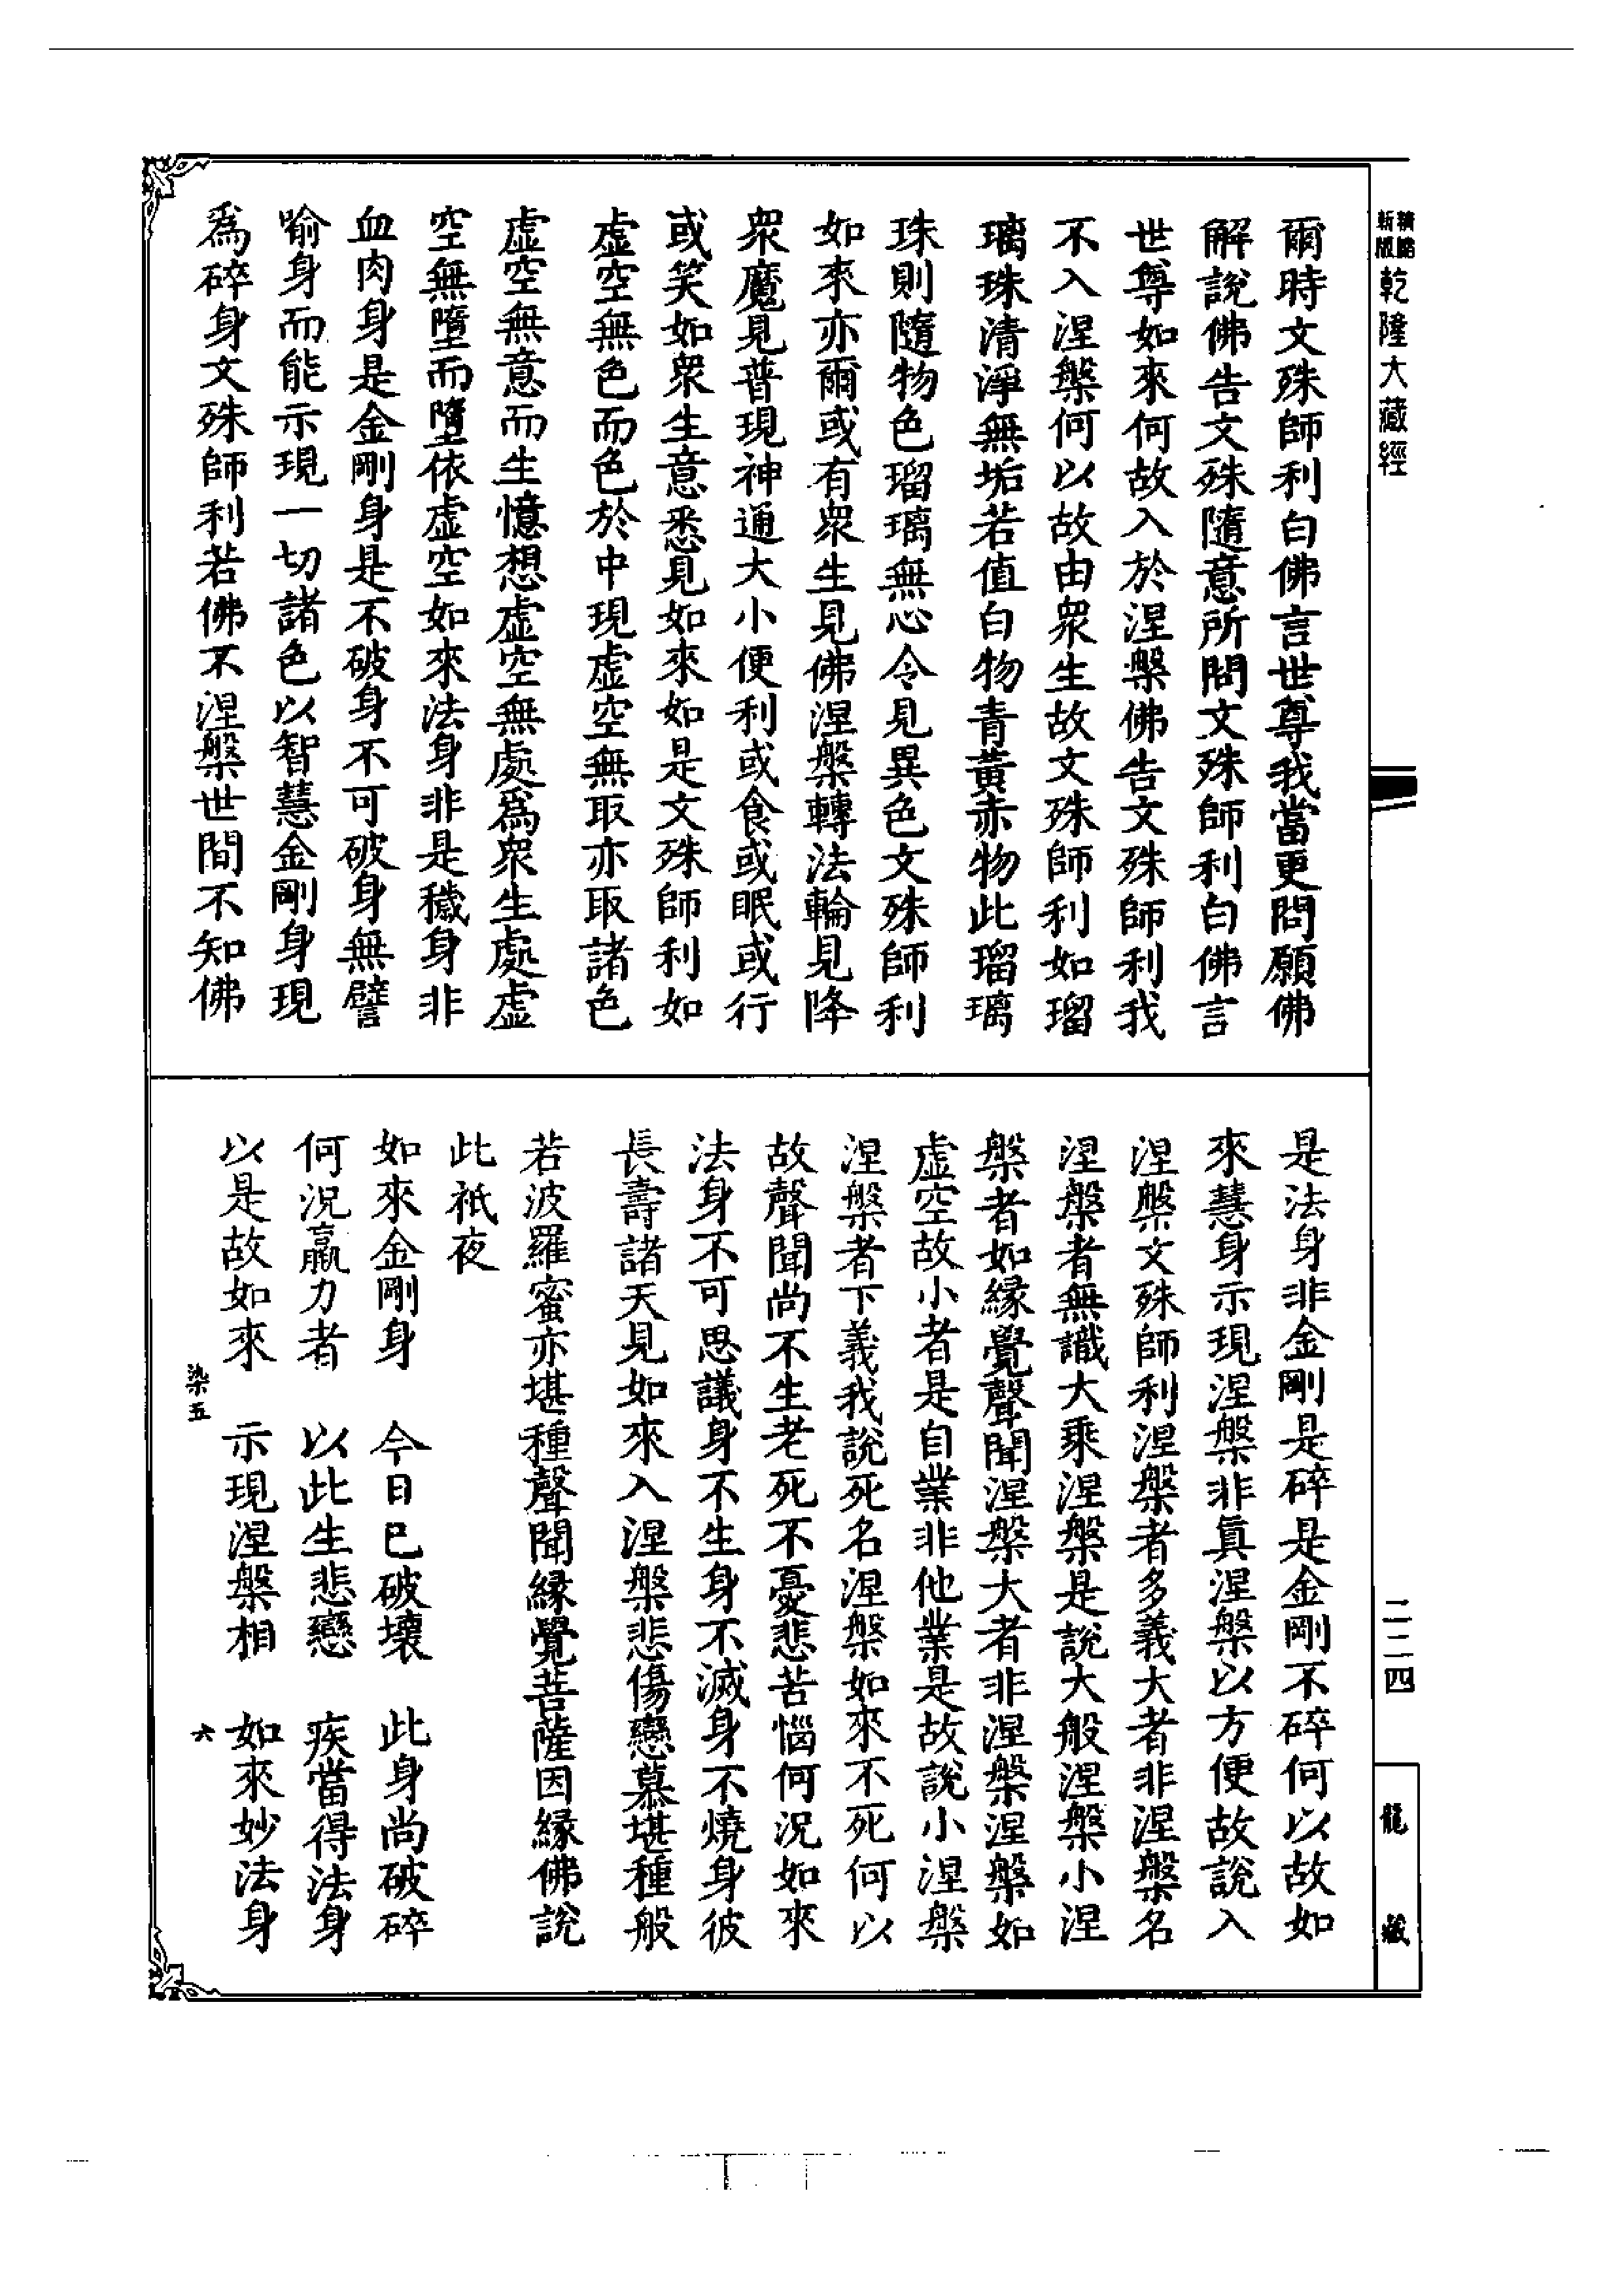 精縮
新版
乾隆大藏經
爾時文殊師利白佛言世尊我當更問願佛
解說佛告文殊隨意所問文殊師利白佛言
世尊如來何故入於涅槃佛告文殊師利我
不入涅槃何以故由衆生故文殊師利如瑠
璃珠清淨無垢若值白物青黃赤物此瑠璃
珠則隨物色瑠璃無心令見異色文殊師利
如來亦爾或有衆生見佛涅槃轉法輪見降
衆魔見普現神通大小便利或食或眠或行
或笑如衆生意悉見如來如是文殊師利如
虛空無色而色於中現虛空無取亦取諸色
虛空無意而生憶想虛空無處爲衆生處虛
空無墮而墮依虛空如來法身非是穢身非
血肉身是金剛身是不破身不可破身無譬
喻身而能示現一切諸色以智慧金剛身現
爲碎身文殊師利若佛不涅槃世間不知佛
是法身非金剛是碎是金剛不碎何以故如
來慧身示現涅槃非眞涅槃以方便故說入
涅槃文殊師利涅槃者多義大者非涅槃名
涅槃者無識大乘涅槃是說大般涅槃小涅
槃者如緣覺聲聞涅槃大者非涅槃涅槃如
虛空故小者是自業非他業是故說小涅槃
涅槃者下義我說死名涅槃如來不死何以
故聲聞尚不生老死不憂悲苦惱何況如來
法身不可思議身不生身不滅身不燒身彼
長壽諸天見如來入涅槃悲傷戀慕堪種般
若波羅蜜亦堪種聲聞緣覺菩薩因緣佛說
此祇夜
如來金剛身　今日已破壞　此身尚破碎
何況羸力者　以此生悲戀　疾當得法身
以是故如來　示現涅槃相　如來妙法身
染五
六
二二四
龍藏